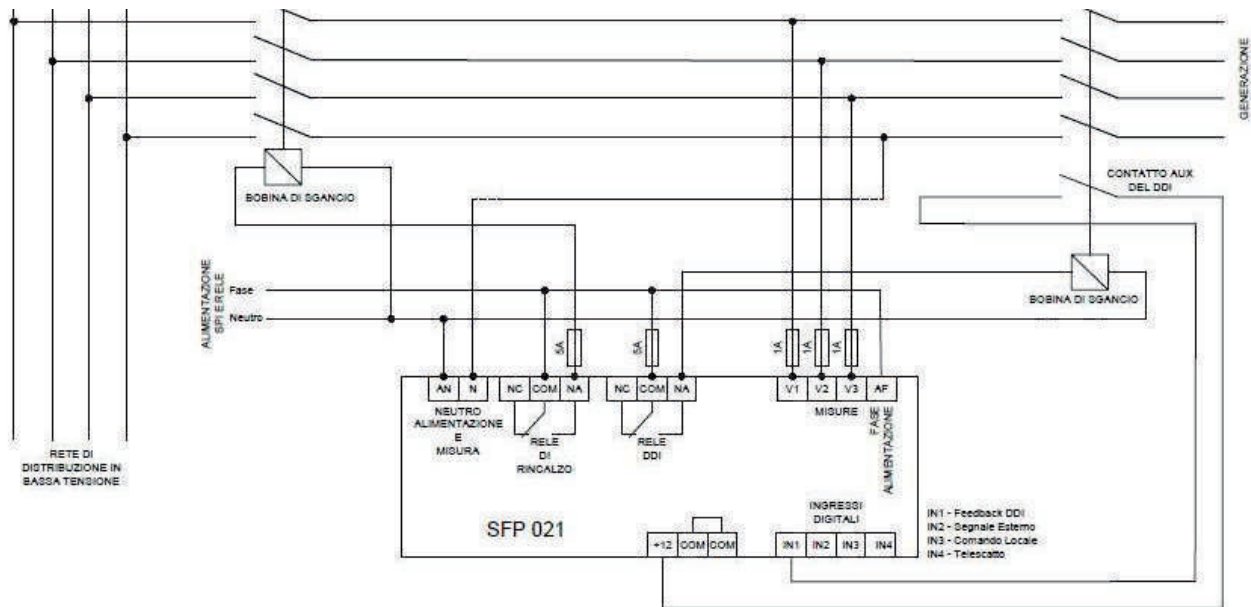 GENERAZIONE
BOBINA DI SGANCIO
CONTATTO AUX
DEL DDI
ALIMENTAZIONE
SPI E RELE
Fase
Neutro
BOBINA DI SGANCIO
5A
5A
1A
1A
1A
AN N
NC COM NA
NC COM NA
V1 V2 V3 AF
NEUTRO
ALIMENTAZIONE
E
MISURA
RELE
DI
RINCALZO
RELE
DDI
MISURE
FASE
ALIMENTAZIONE
RETE DI
DISTRIBUZIONE IN
BASSA TENSIONE
SFP 021
INGRESSI
DIGITALI
+12 COM COM
IN1 IN2 IN3 IN4
IN1 - Feedback DDI
IN2 - Segnale Esterno
IN3 - Comando Locale
IN4 - Telescatto